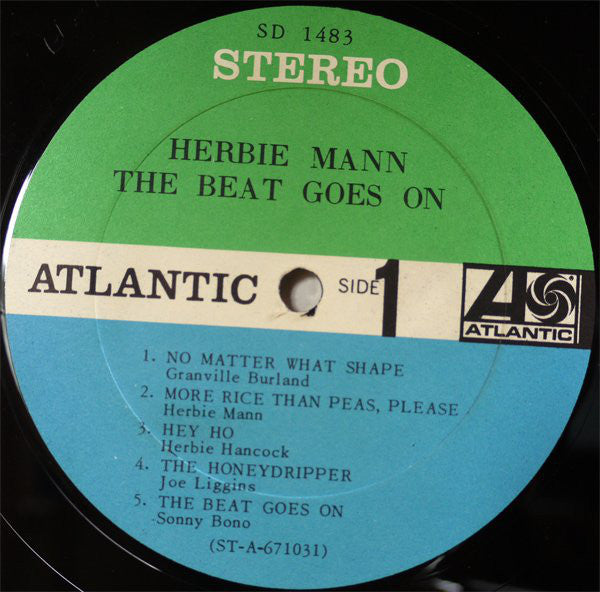 SD 1483
STEREO
HERBIE MANN
THE BEAT GOES ON
ATLANTIC
SIDE 1
ATLANTIC
1. NO MATTER WHAT SHAPE
Granville Burland
2. MORE RICE THAN PEAS, PLEASE
Herbie Mann
3. HEY HO
Herbie Hancock
4. THE HONEYDRIPPER
Joe Liggins
5. THE BEAT GOES ON
Sonny Bono
(ST-A-671031)